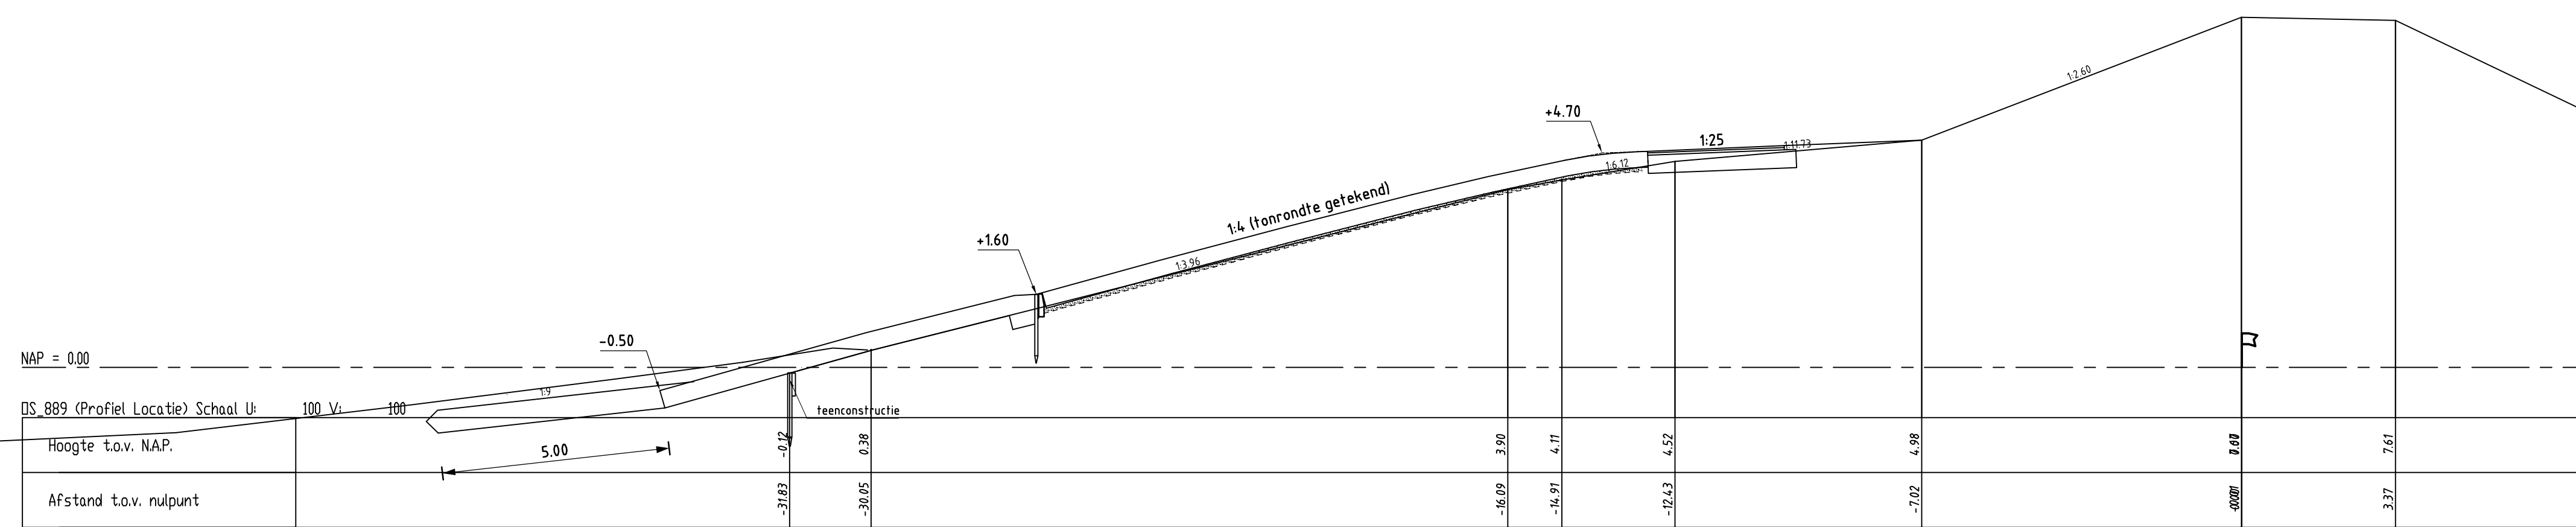 1:2.60
+4.70
1:25
1:11.73
1:6.12
1:4 (tonrondte getekend)
+1.60
1:3.96
-0.50
NAP = 0.00
1:9
S_889 (Profiel Locatie) Schaal U: 100 V: 100
teenconstructie
Hoogte t.o.v. N.A.P. -0.12 0.38 3.90 4.11 4.52 4.98 7.61
5.00
Afstand t.o.v. nulpunt -31.83 -30.05 -16.09 -14.91 -12.43 -7.02 3.37